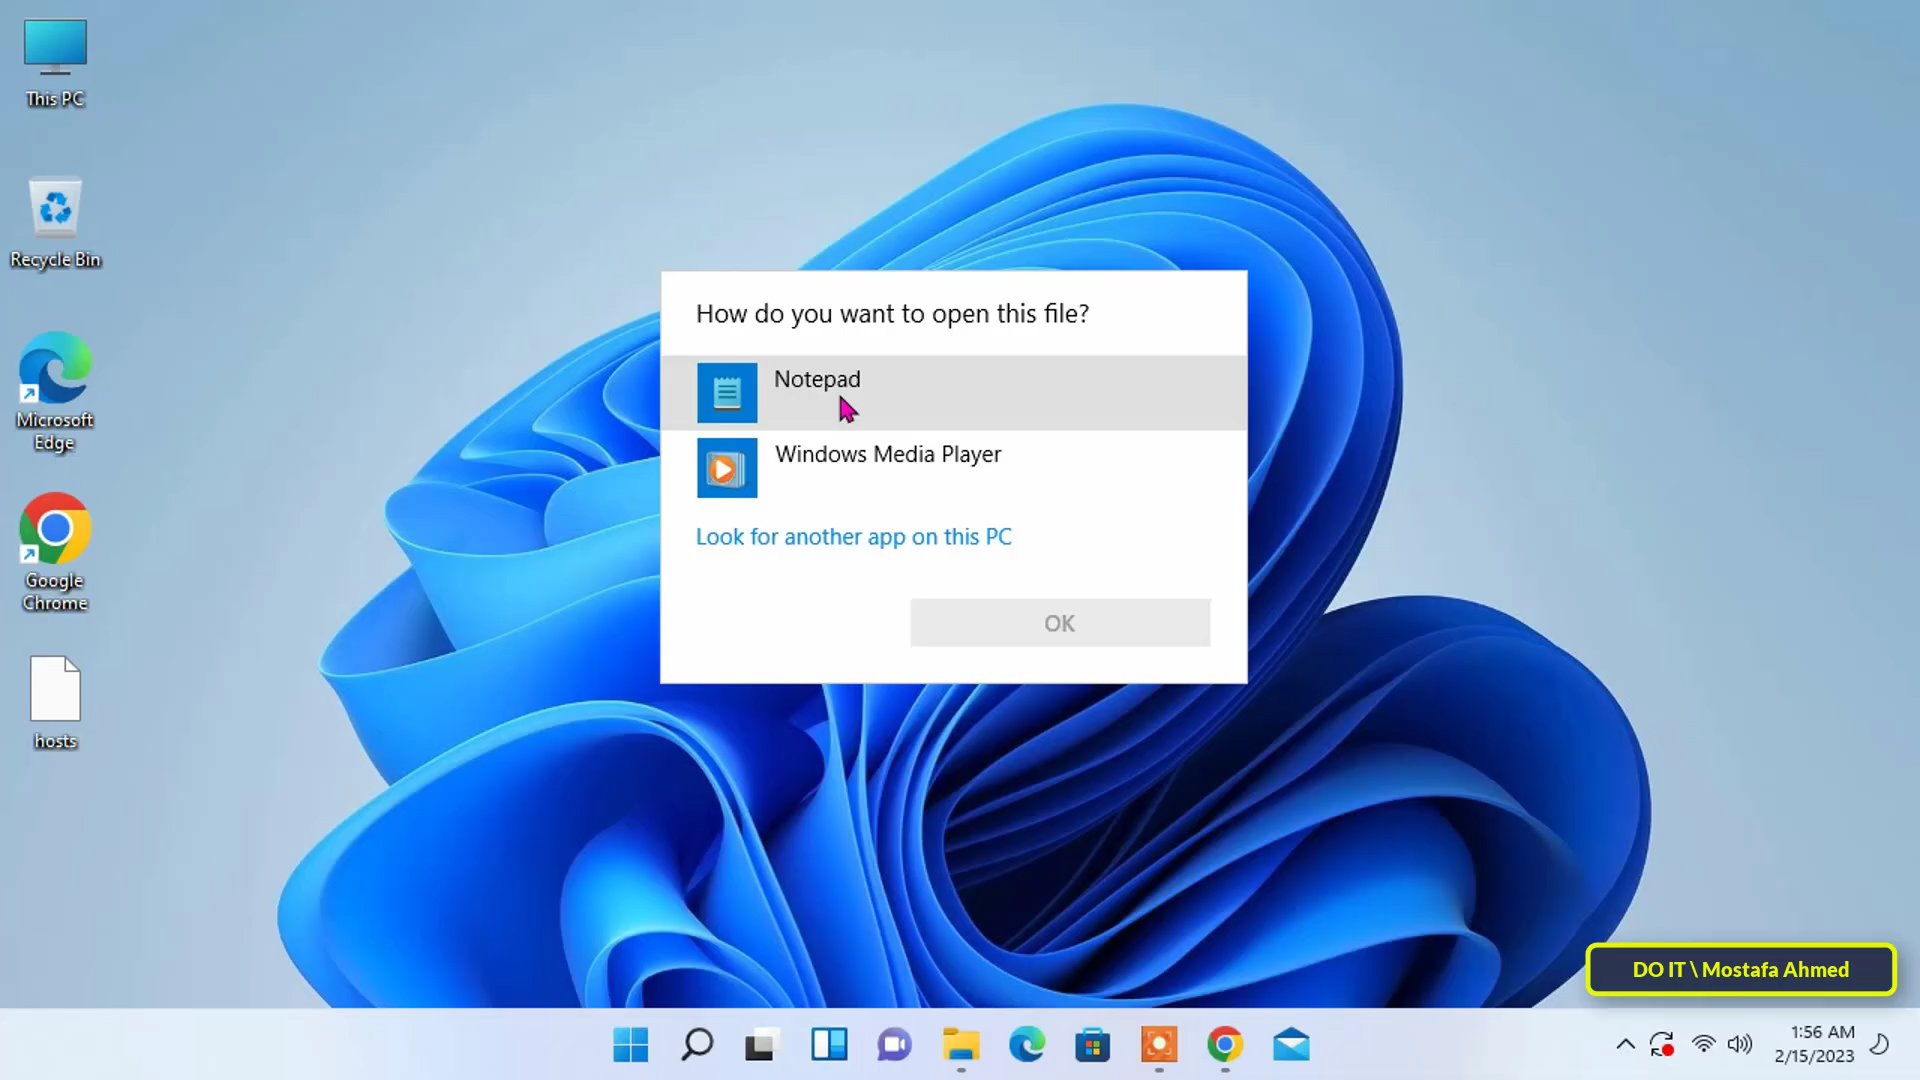 This PC
Recycle Bin
Microsoft
Edge
Google
Chrome
hosts
How do you want to open this file?
Notepad
Windows Media Player
Look for another app on this PC
OK
DO IT \ Mostafa Ahmed
1:56 AM
2/15/2023